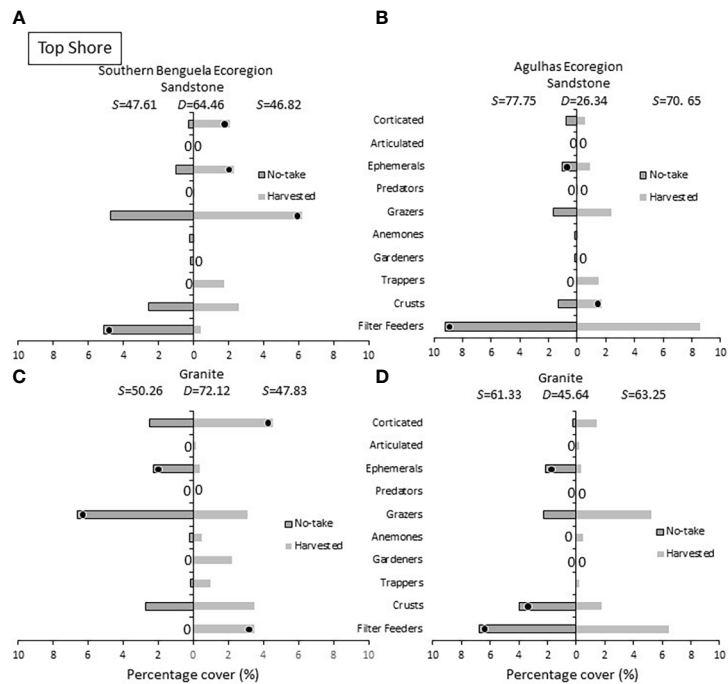 A
B
Top Shore
Southern Benguela Ecoregion
Sandstone
S=47.61 D=64.46 S=46.82
0 0
0
0
0
No-take
Harvested
10 8 6 4 2 0 2 4 6 8 10
Agulhas Ecoregion
Sandstone
S=77.75 D=26.34 S=70. 65
Corticated
Articulated 0 0
Ephemerals
Predators 0 0
Grazers
Anemones
Gardeners 0
Trappers 0
Crusts
Filter Feeders
No-take
Harvested
10 8 6 4 2 0 2 4 6 8 10
C
D
Granite
S=50.26 D=72.12 S=47.83
0
0 0
0
0
No-take
Harvested
10 8 6 4 2 0 2 4 6 8 10
Percentage cover (%)
Granite
S=61.33 D=45.64 S=63.25
Corticated
Articulated 0
Ephemerals
Predators 0 0
Grazers
Anemones 0
Gardeners 0 0
Trappers
Crusts
Filter Feeders
No-take
Harvested
10 8 6 4 2 0 2 4 6 8 10
Percentage cover (%)